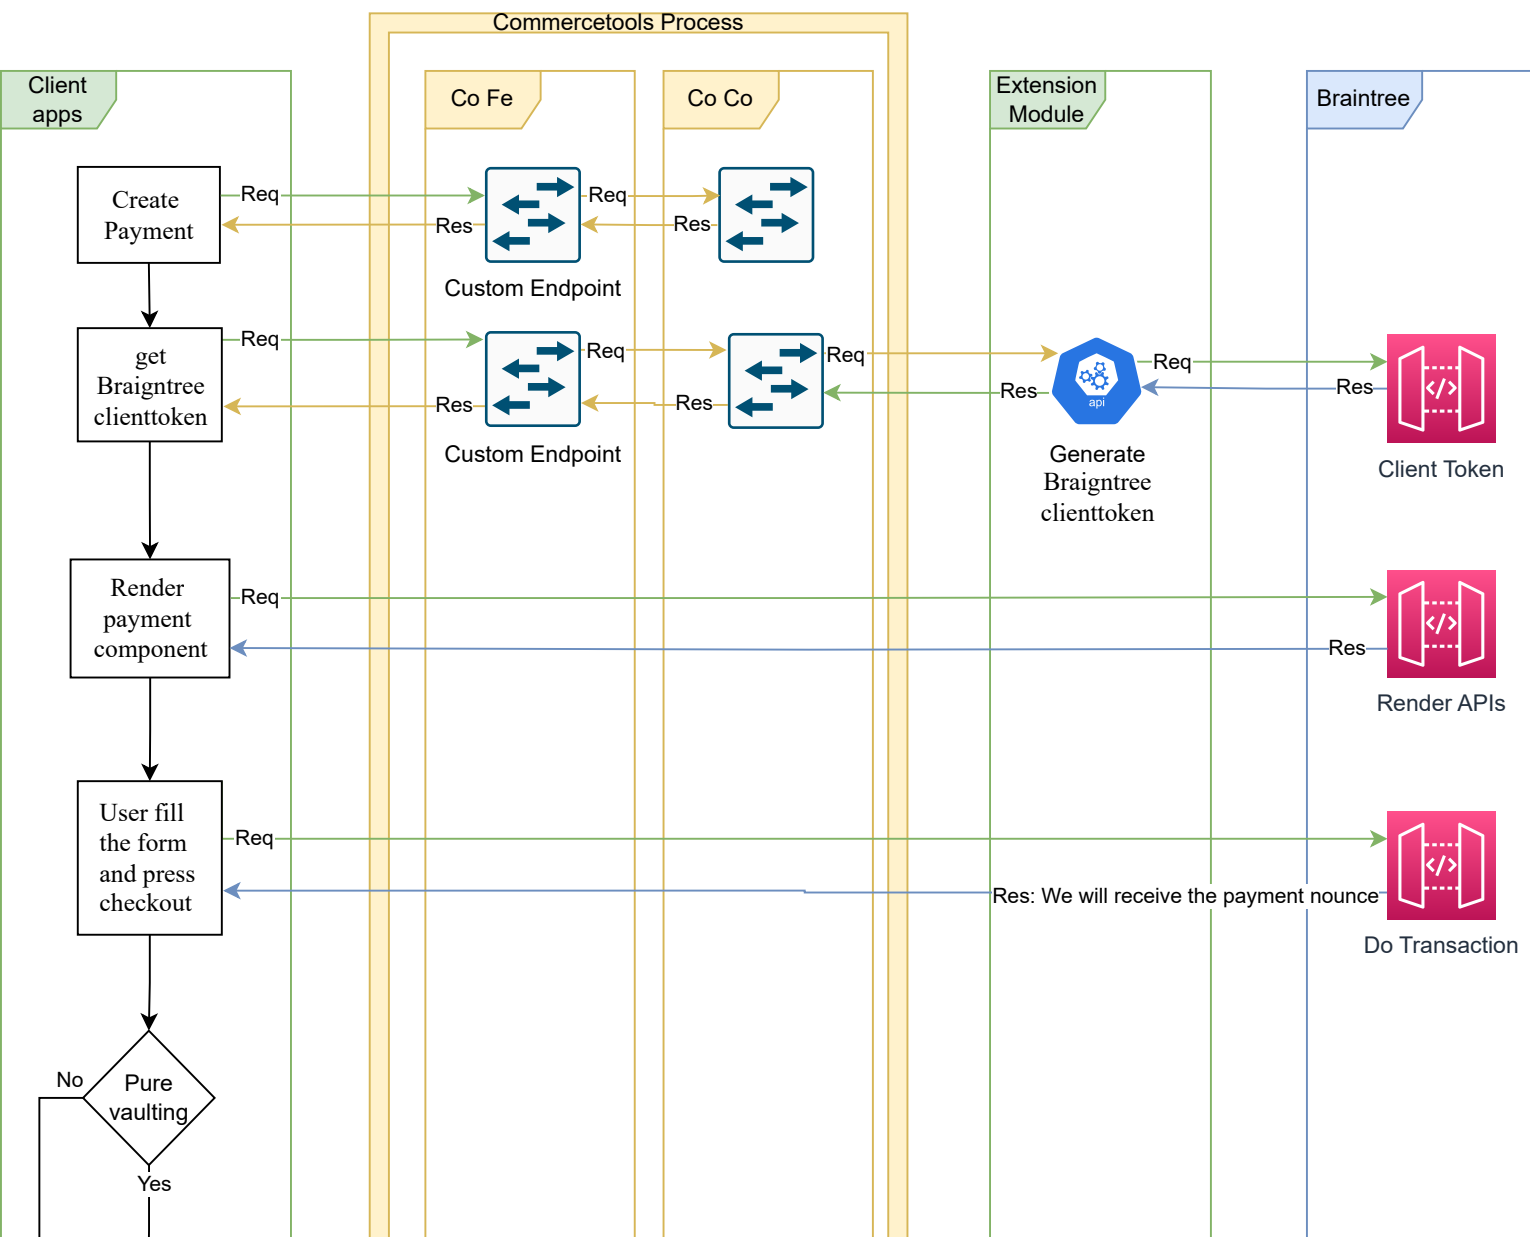 Commercetools Process
Client
apps
Co Fe
Co Co
Extension
Module
Braintree
Create
Payment
Req
Res
Req
Res
Custom Endpoint
get
Braigntree
clienttoken
Req
Res
Req
Res
Custom Endpoint
Req
Res
api
Generate
Braigntree
clienttoken
Req
Res
Client Token
Render
payment
component
Req
Res
Render APIs
User fill
the form
and press
checkout
Req
Res: We will receive the payment nounce
Do Transaction
Pure
vaulting
No
Yes